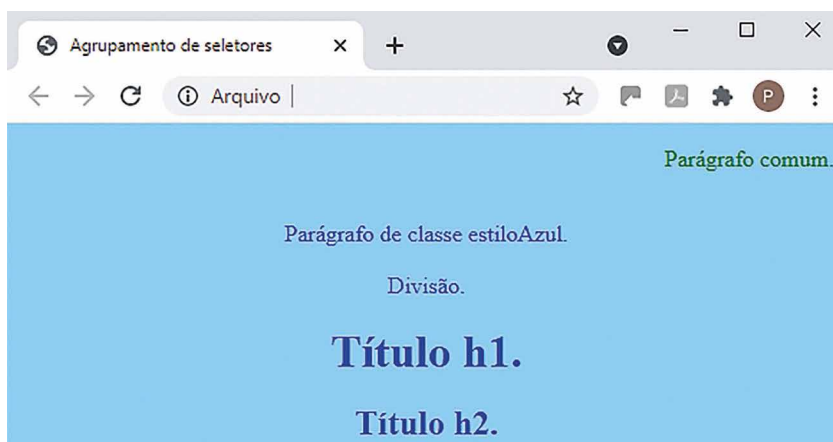 Agrupamento de seletores
Arquivo
P
Parágrafo comum.
Parágrafo de classe estiloAzul.
Divisão.
Título h1.
Título h2.